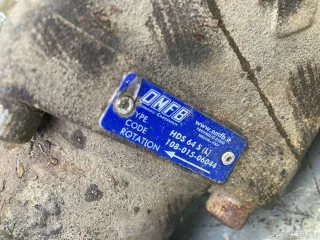 OMFB
www.omfb.it
TYPE HDS 64 S (L)
CODE 108-015-06044
ROTATION